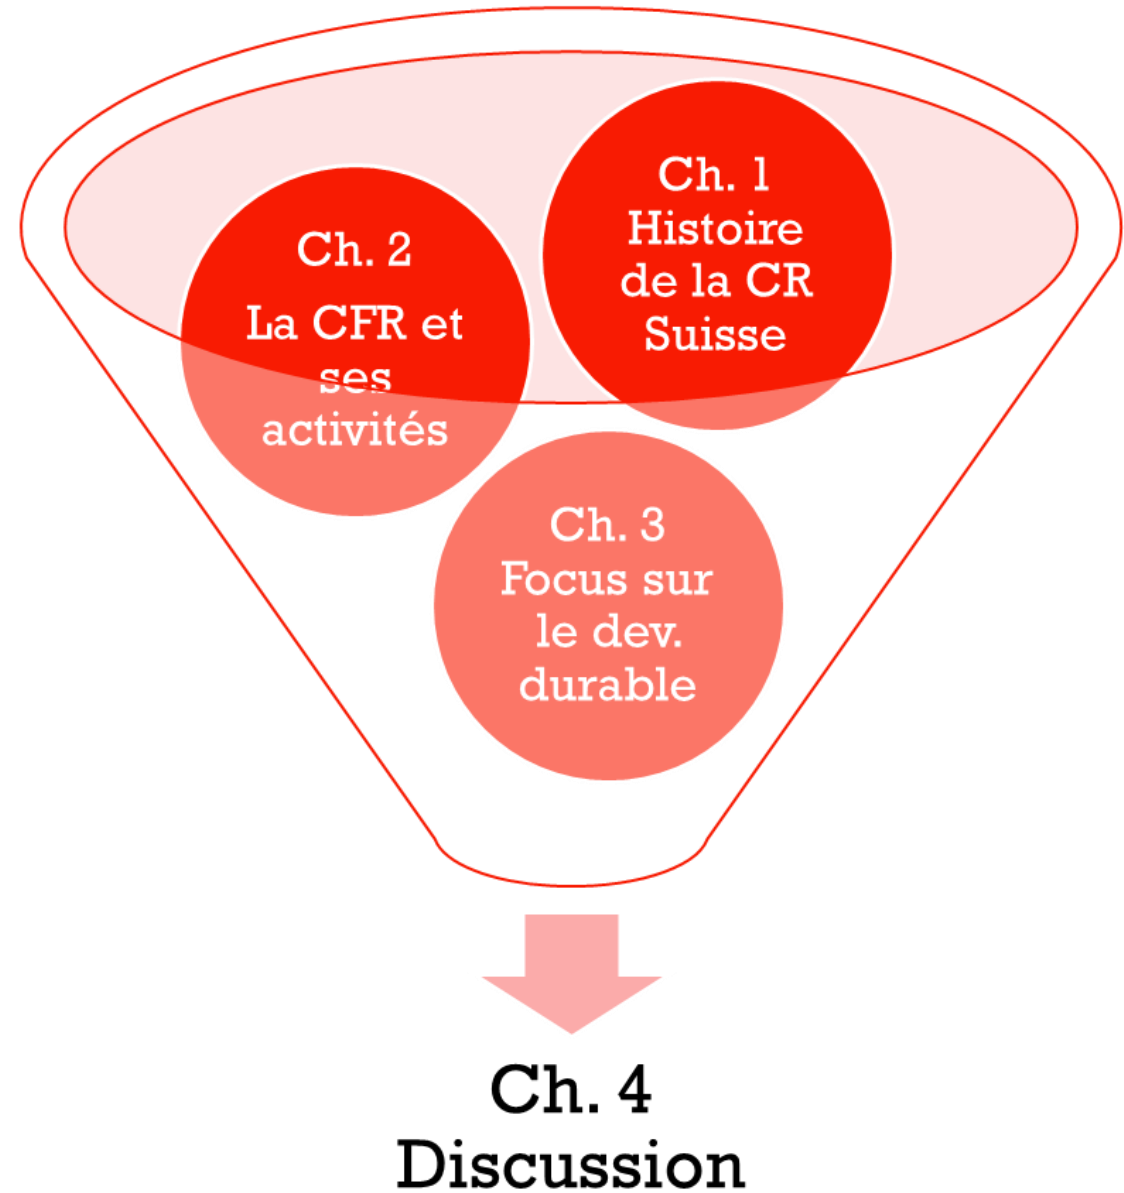 Ch. 1
Histoire
de la CR
Suisse
Ch. 2
La CFR et
ses
activités
Ch. 3
Focus sur
le dev.
durable
Ch. 4
Discussion